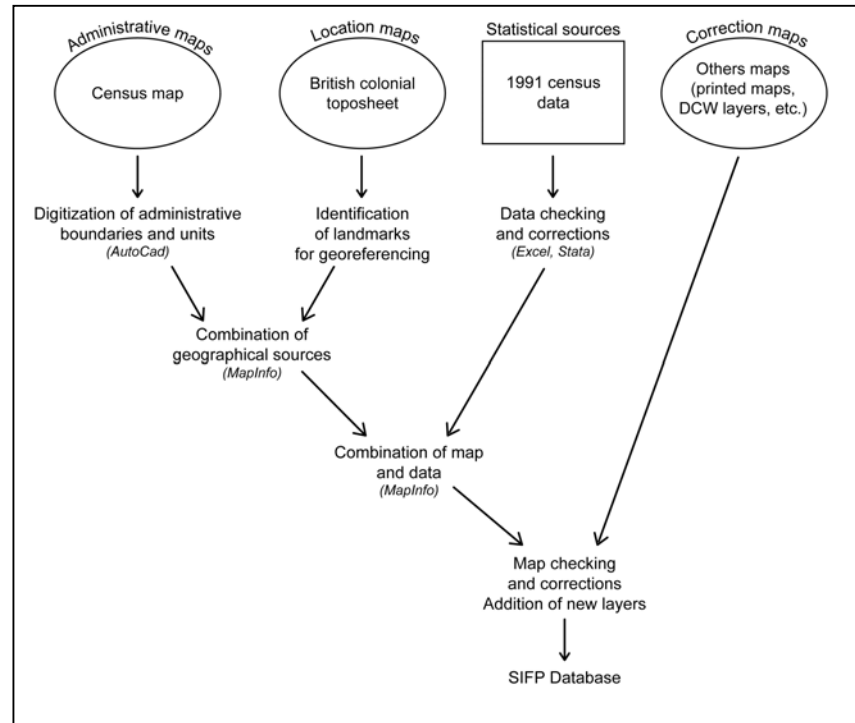 Administrative maps
Location maps
Statistical sources
Correction maps
Census map
British colonial
toposheet
1991 census
data
Others maps
(printed maps,
DCW layers, etc.)
Digitization of administrative
boundaries and units
(AutoCad)
Identification
of landmarks
for georeferencing
Data checking
and corrections
(Excel, Stata)
Combination of
geographical sources
(MapInfo)
Combination of map
and data
(MapInfo)
Map checking
and corrections
Addition of new layers
SIFP Database